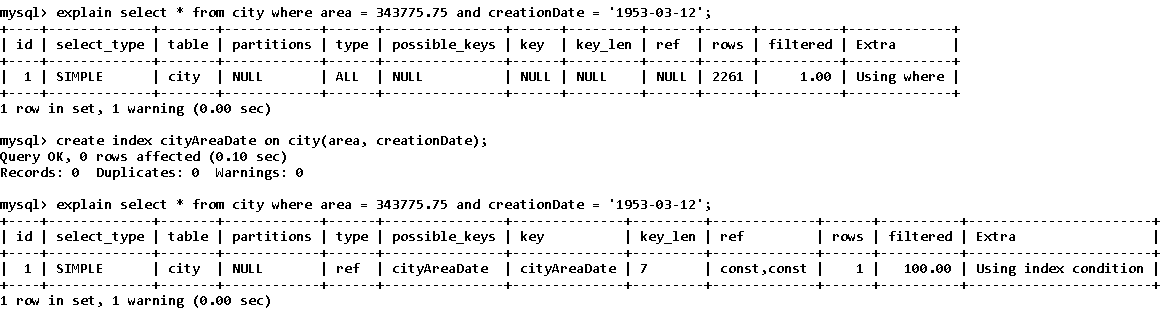 mysql> explain select * from city where area = 343775.75 and creationDate = '1953-03-12';
+----+-------------+-------+------------+------+---------------+------+---------+------+------+----------+-------------+
| id | select_type | table | partitions | type | possible_keys | key  | key_len | ref  | rows | filtered | Extra       |
+----+-------------+-------+------------+------+---------------+------+---------+------+------+----------+-------------+
|  1 | SIMPLE      | city  | NULL       | ALL  | NULL          | NULL | NULL    | NULL | 2261 |     1.00 | Using where |
+----+-------------+-------+------------+------+---------------+------+---------+------+------+----------+-------------+
1 row in set, 1 warning (0.00 sec)
mysql> create index cityAreaDate on city(area, creationDate);
Query OK, 0 rows affected (0.10 sec)
Records: 0  Duplicates: 0  Warnings: 0
mysql> explain select * from city where area = 343775.75 and creationDate = '1953-03-12';
+----+-------------+-------+------------+------+---------------+--------------+---------+-------------+------+----------+-----------------------+
| id | select_type | table | partitions | type | possible_keys | key          | key_len | ref         | rows | filtered | Extra                 |
+----+-------------+-------+------------+------+---------------+--------------+---------+-------------+------+----------+-----------------------+
|  1 | SIMPLE      | city  | NULL       | ref  | cityAreaDate  | cityAreaDate | 7       | const,const |    1 |   100.00 | Using index condition |
+----+-------------+-------+------------+------+---------------+--------------+---------+-------------+------+----------+-----------------------+
1 row in set, 1 warning (0.00 sec)